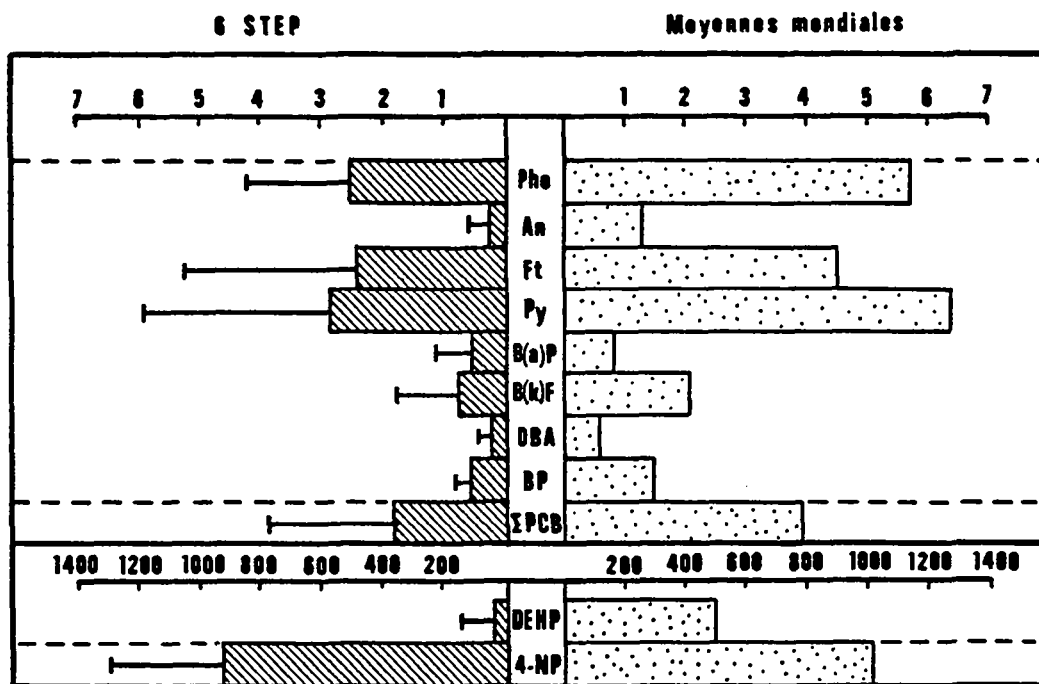 6 STEP Moyennes mondiales
7 6 5 4 3 2 1 1 2 3 4 5 6 7
Phe
An
Ft
Py
B(a)P
B(k)F
DBA
BP
ΣPCB
1400 1200 1000 800 600 400 200 200 400 600 800 1000 1200 1400
DEHP
4-NP